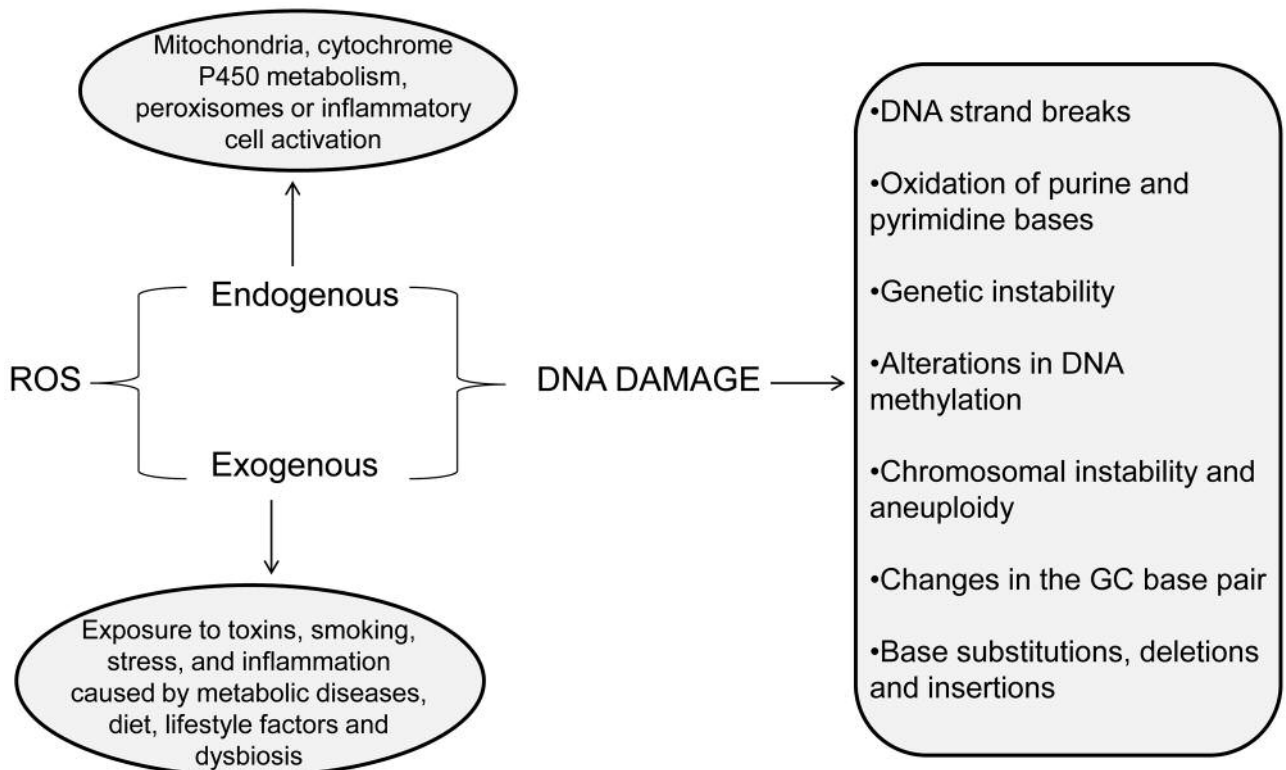 Mitochondria, cytochrome
P450 metabolism,
peroxisomes or inflammatory
cell activation
Endogenous
ROS
Exogenous
Exposure to toxins, smoking,
stress, and inflammation
caused by metabolic diseases,
diet, lifestyle factors and
dysbiosis
DNA DAMAGE
•DNA strand breaks
•Oxidation of purine and
pyrimidine bases
•Genetic instability
•Alterations in DNA
methylation
•Chromosomal instability and
aneuploidy
•Changes in the GC base pair
•Base substitutions, deletions
and insertions